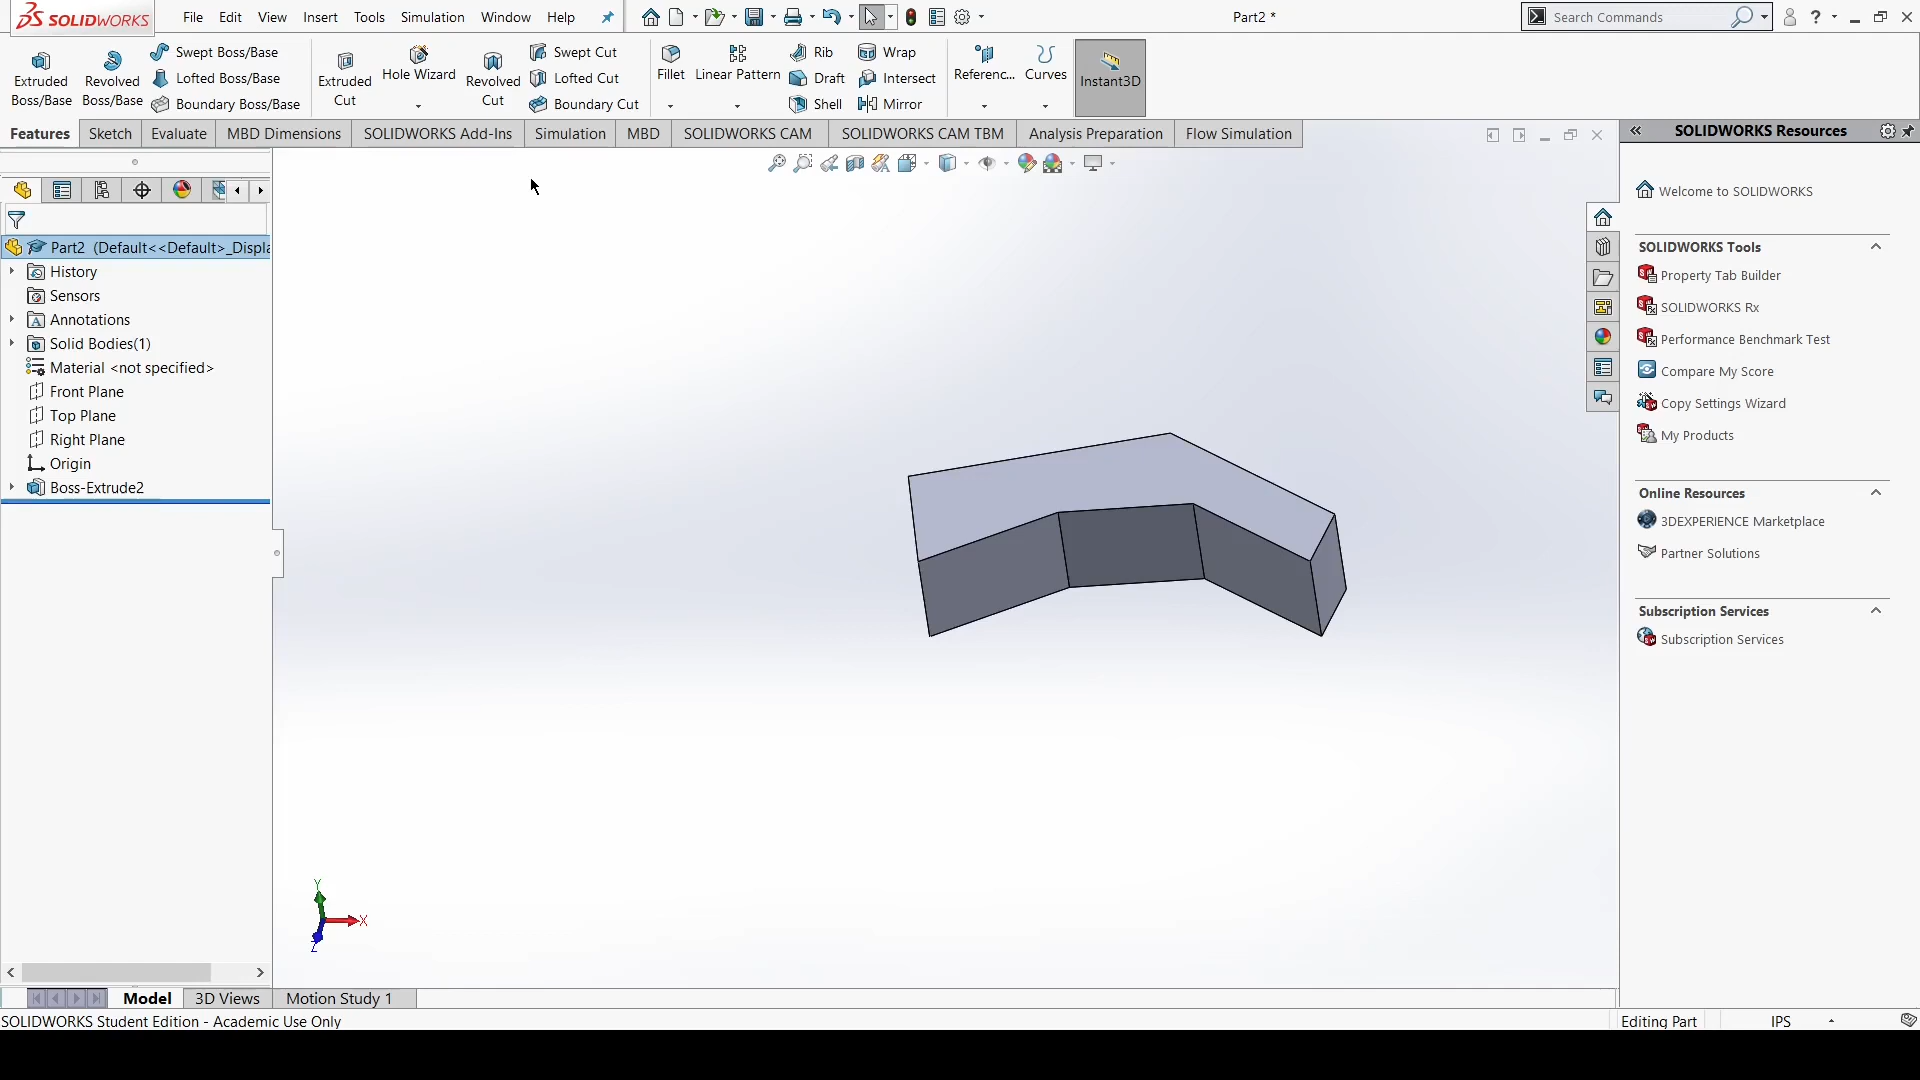 SOLIDWORKS
File Edit View Insert Tools Simulation Window Help
Part2 *
Search Commands
?
Extruded Boss/Base
Revolved Boss/Base
Swept Boss/Base
Lofted Boss/Base
Boundary Boss/Base
Extruded Cut
Hole Wizard
Revolved Cut
Swept Cut
Lofted Cut
Boundary Cut
Fillet
Linear Pattern
Rib
Draft
Shell
Wrap
Intersect
Mirror
Referenc...
Curves
Instant3D
Features Sketch Evaluate MBD Dimensions SOLIDWORKS Add-Ins Simulation MBD SOLIDWORKS CAM SOLIDWORKS CAM TBM Analysis Preparation Flow Simulation
Part2 (Default<<Default>_Displa
History
Sensors
Annotations
Solid Bodies(1)
Material <not specified>
Front Plane
Top Plane
Right Plane
Origin
Boss-Extrude2
Y
X
Z
SOLIDWORKS Resources
Welcome to SOLIDWORKS
SOLIDWORKS Tools
Property Tab Builder
SOLIDWORKS Rx
Performance Benchmark Test
Compare My Score
Copy Settings Wizard
My Products
Online Resources
3DEXPERIENCE Marketplace
Partner Solutions
Subscription Services
Subscription Services
Model 3D Views Motion Study 1
SOLIDWORKS Student Edition - Academic Use Only
Editing Part IPS